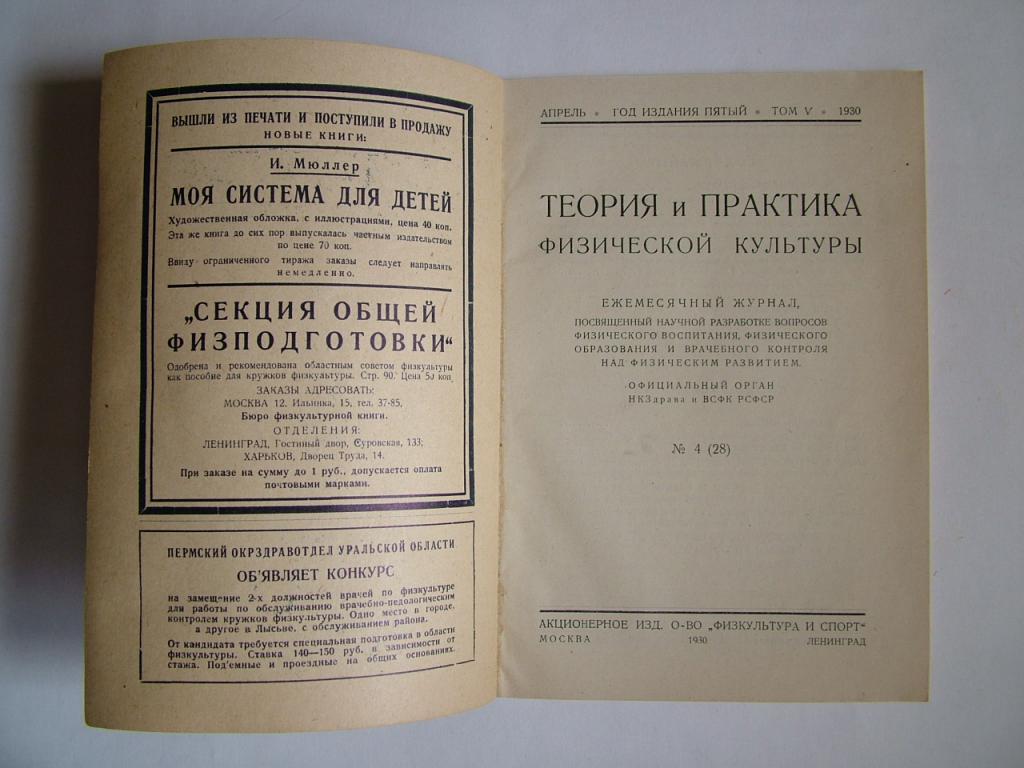 ВЫШЛИ ИЗ ПЕЧАТИ И ПОСТУПИЛИ В ПРОДАЖУ
НОВЫЕ КНИГИ:
И. Мюллер
МОЯ СИСТЕМА ДЛЯ ДЕТЕЙ
Художественная обложка, с иллюстрациями, цена 40 коп.
Эта же книга до сих пор выпускалась частным издательством
по цене 70 коп.
Ввиду ограниченного тиража заказы следует направлять
немедленно.
„СЕКЦИЯ ОБЩЕЙ
ФИЗПОДГОТОВКИ"
Одобрена и рекомендована областным советом физкультуры
как пособие для кружков физкультуры. Стр. 90. Цена 50 коп.
ЗАКАЗЫ АДРЕСОВАТЬ:
МОСКВА 12. Ильинка, 15, тел. 37-85,
Бюро физкультурной книги.
ОТДЕЛЕНИЯ:
ЛЕНИНГРАД, Гостиный двор, Суровская, 133;
ХАРЬКОВ, Дворец Труда, 14.
При заказе на сумму до 1 руб., допускается оплата
почтовыми марками.
ПЕРМСКИЙ ОКРЗДРАВОТДЕЛ УРАЛЬСКОЙ ОБЛАСТИ
ОБ'ЯВЛЯЕТ КОНКУРС
на замещение 2-х должностей врачей по физкультуре
для работы по обслуживанию врачебно-педологическим
контролем кружков физкультуры. Одно место в городе,
а другое в Лысьве, с обслуживанием района.
От кандидата требуется специальная подготовка в области
физкультуры. Ставка 140—150 руб. в зависимости от
стажа. Под'емные и проездные на общих основаниях.
АПРЕЛЬ • ГОД ИЗДАНИЯ ПЯТЫЙ • ТОМ V • 1930
ТЕОРИЯ и ПРАКТИКА
ФИЗИЧЕСКОЙ КУЛЬТУРЫ
ЕЖЕМЕСЯЧНЫЙ ЖУРНАЛ,
ПОСВЯЩЕННЫЙ НАУЧНОЙ РАЗРАБОТКЕ ВОПРОСОВ
ФИЗИЧЕСКОГО ВОСПИТАНИЯ, ФИЗИЧЕСКОГО
ОБРАЗОВАНИЯ И ВРАЧЕБНОГО КОНТРОЛЯ
НАД ФИЗИЧЕСКИМ РАЗВИТИЕМ.
ОФИЦИАЛЬНЫЙ ОРГАН
НКЗдрава и ВСФК РСФСР
№ 4 (28)
АКЦИОНЕРНОЕ ИЗД. О-ВО „ФИЗКУЛЬТУРА И СПОРТ"
МОСКВА 1930 ЛЕНИНГРАД